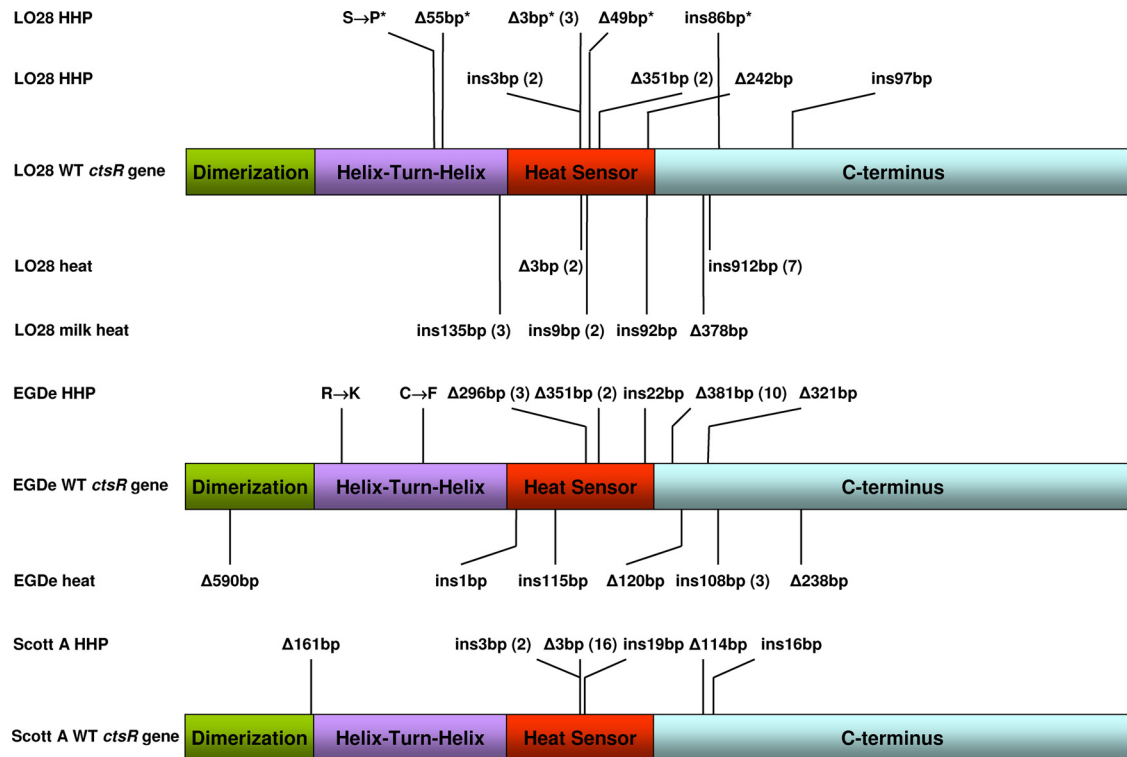 LO28 HHP S→P* Δ55bp* Δ3bp* (3) Δ49bp* ins86bp*
LO28 HHP ins3bp (2) Δ351bp (2) Δ242bp ins97bp
LO28 WT ctsR gene Dimerization Helix-Turn-Helix Heat Sensor C-terminus
LO28 heat Δ3bp (2) ins912bp (7)
LO28 milk heat ins135bp (3) ins9bp (2) ins92bp Δ378bp
EGDe HHP R→K C→F Δ296bp (3) Δ351bp (2) ins22bp Δ381bp (10) Δ321bp
EGDe WT ctsR gene Dimerization Helix-Turn-Helix Heat Sensor C-terminus
EGDe heat Δ590bp ins1bp ins115bp Δ120bp ins108bp (3) Δ238bp
Scott A HHP Δ161bp ins3bp (2) Δ3bp (16) ins19bp Δ114bp ins16bp
Scott A WT ctsR gene Dimerization Helix-Turn-Helix Heat Sensor C-terminus